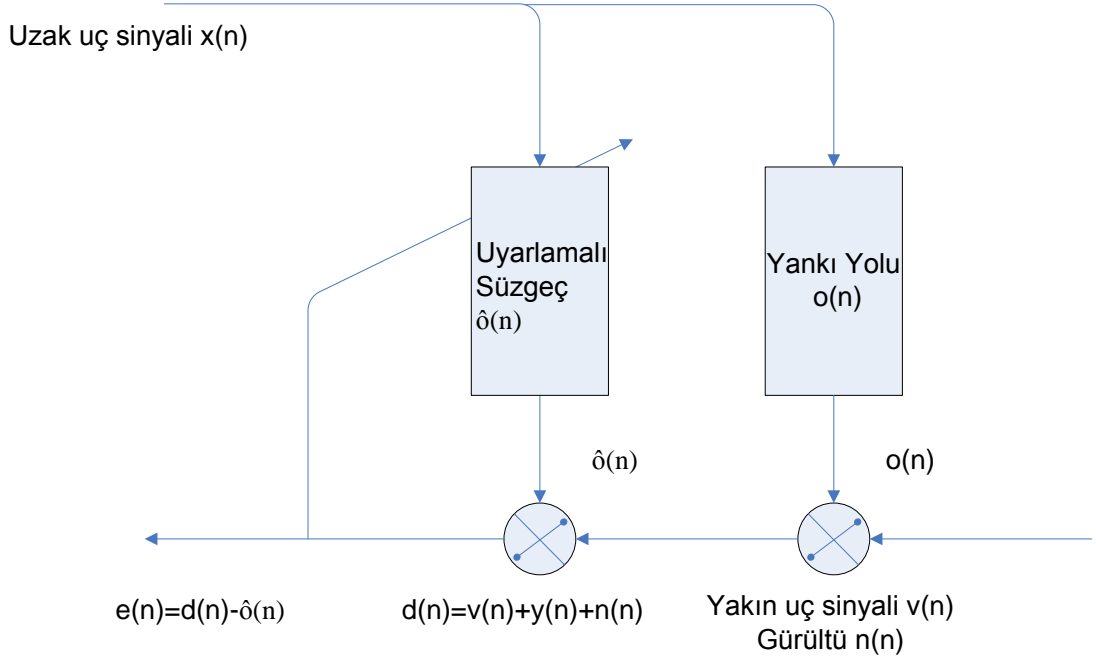 Uzak uç sinyali x(n)
Uyarlamalı
Süzgeç
ô(n)
Yankı Yolu
o(n)
ô(n)
o(n)
e(n)=d(n)-ô(n)
d(n)=v(n)+y(n)+n(n)
Yakın uç sinyali v(n)
Gürültü n(n)